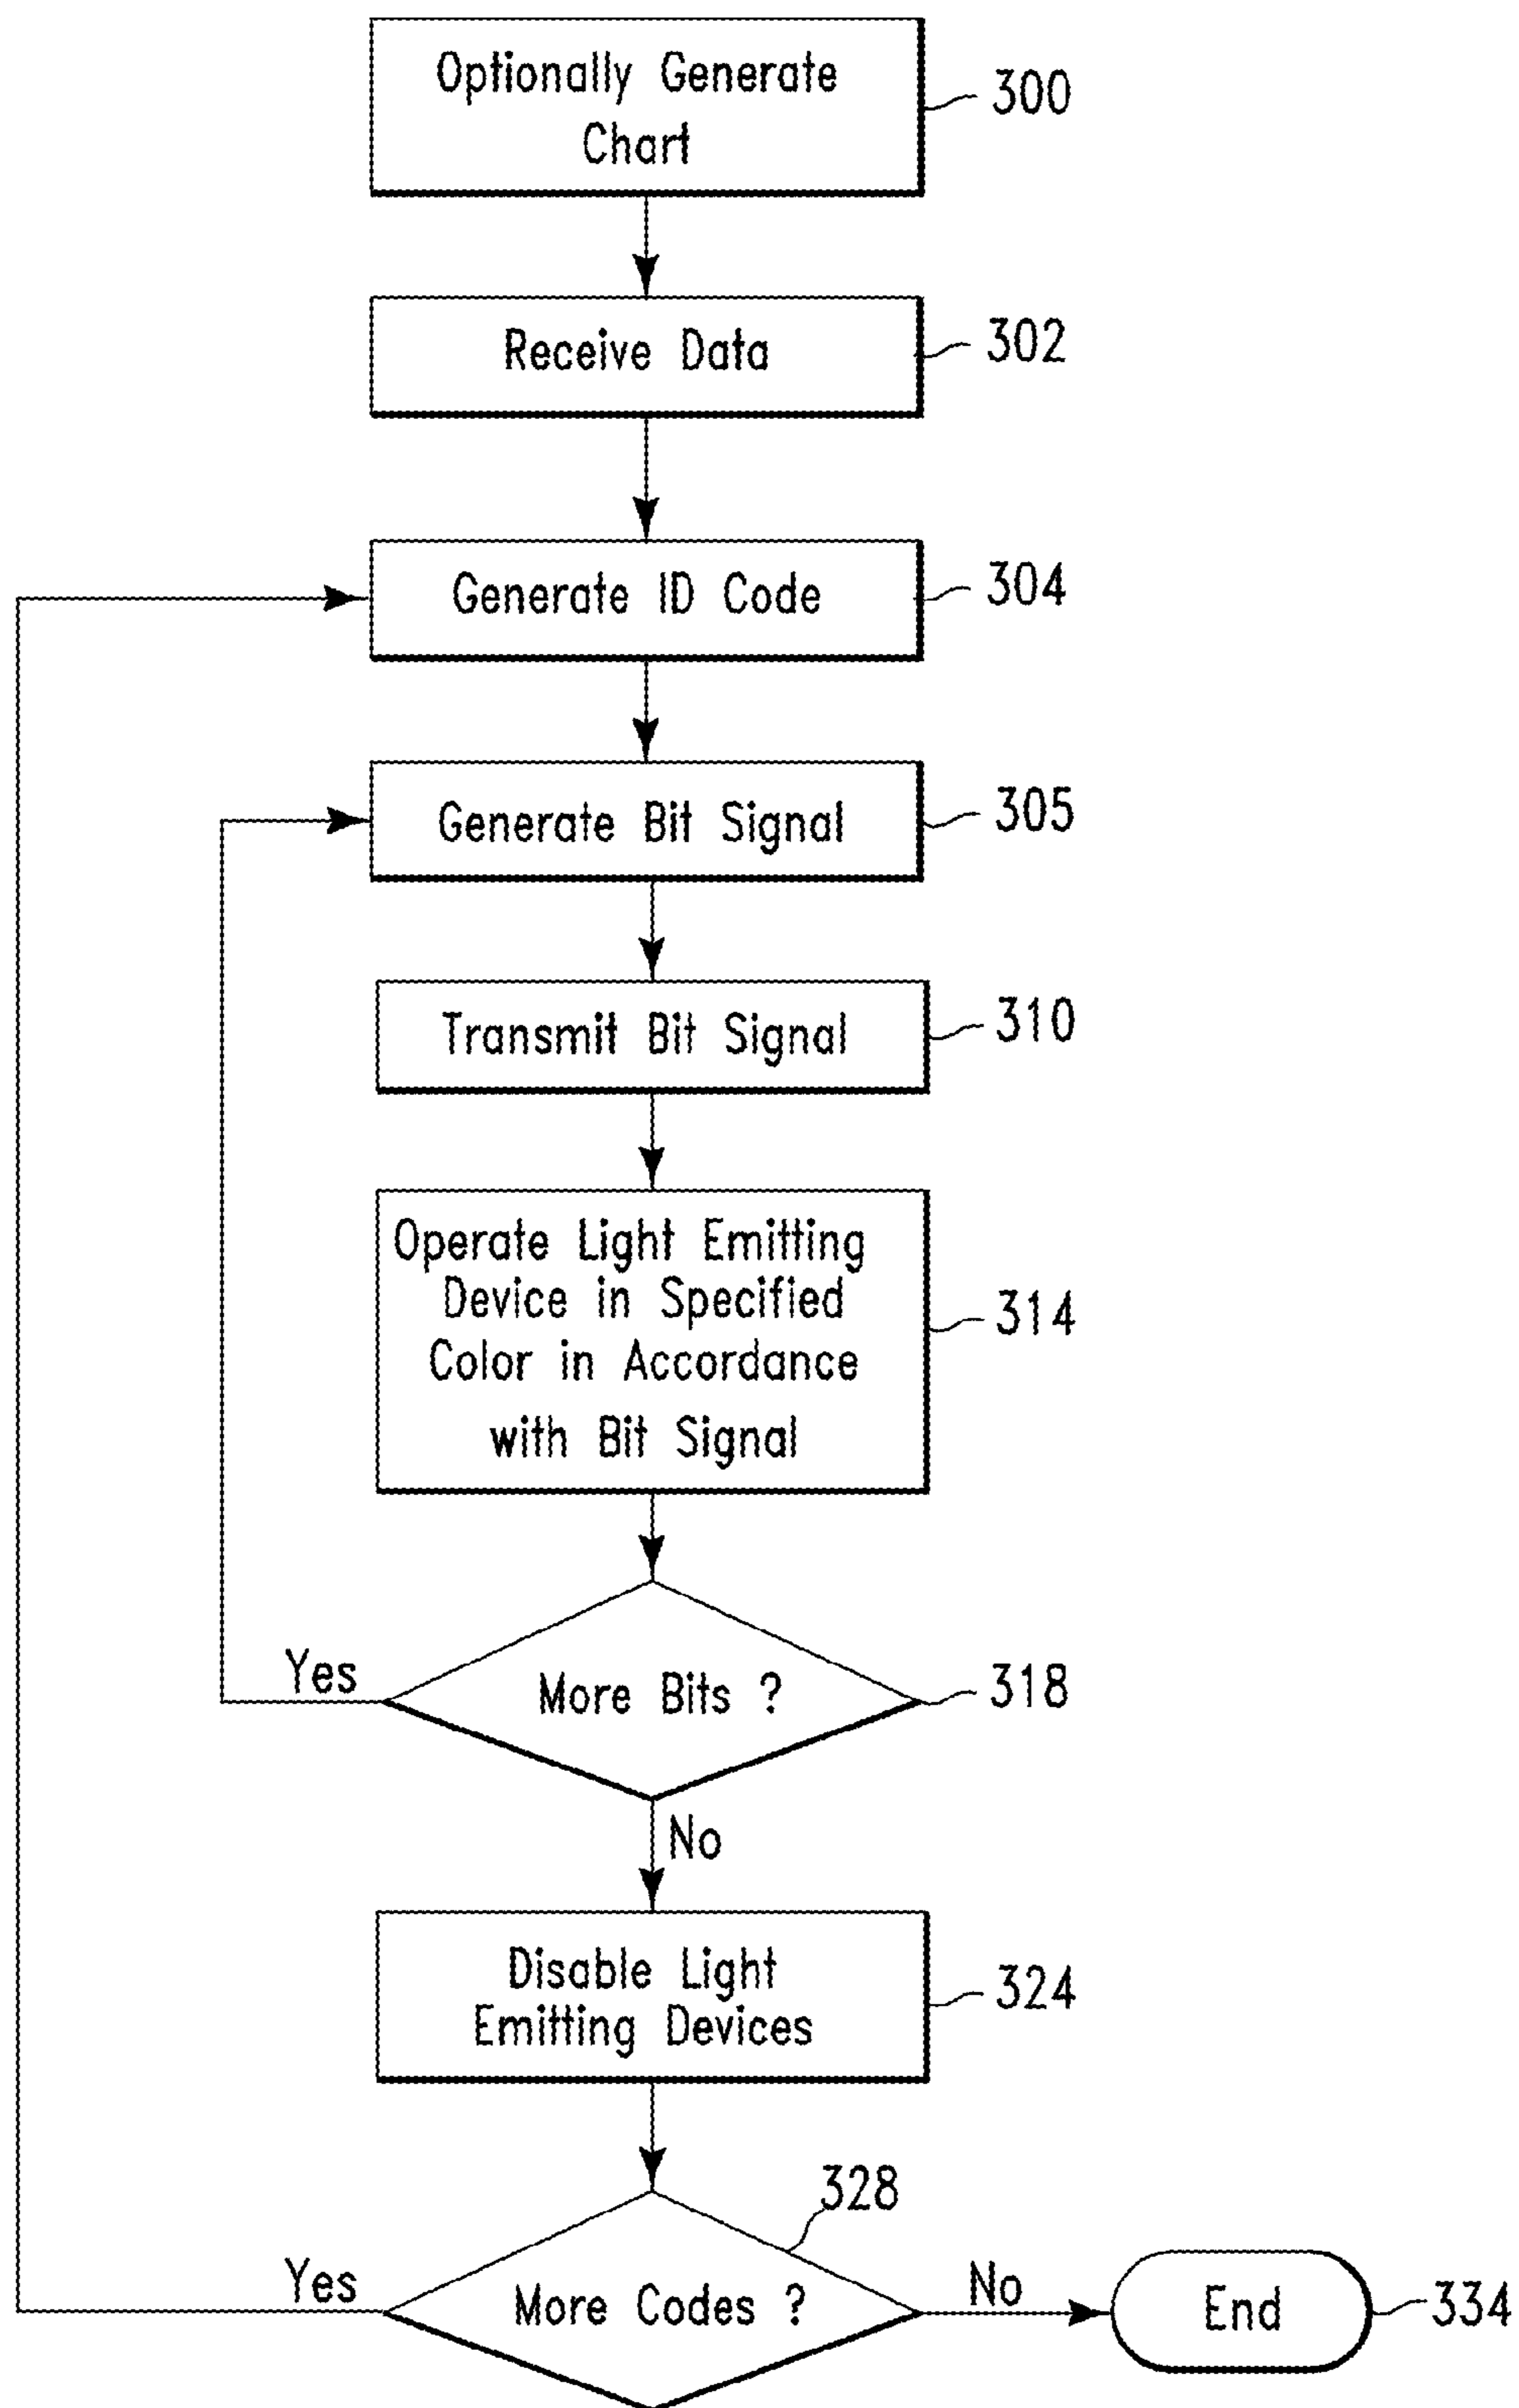 Optionally Generate
Chart
300
Receive Data
302
Generate ID Code
304
Generate Bit Signal
305
Transmit Bit Signal
310
Operate Light Emitting
Device in Specified
Color in Accordance
with Bit Signal
314
Yes
More Bits ?
318
No
Disable Light
Emitting Devices
324
328
Yes
More Codes ?
No
End
334